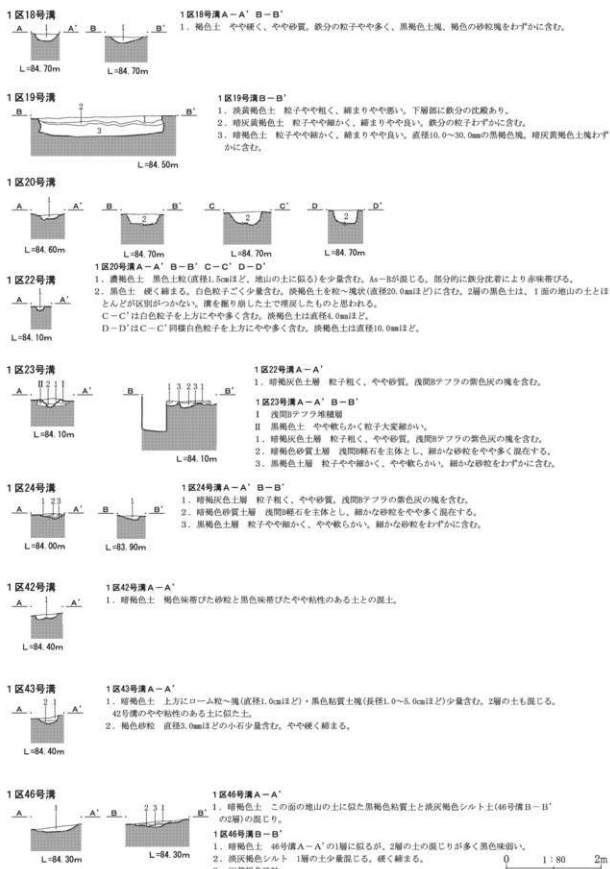 1区18号溝
A A' B B'
1 1
L=84.70m L=84.70m
1区18号溝A-A' B-B'
1. 褐色土 やや硬く、やや砂質。鉄分の粒子やや多く、黒褐色土塊、褐色の砂粒塊をわずかに含む。
1区19号溝
B B'
2 1
3
L=84.50m
1区19号溝B-B'
1. 淡黄褐色土 粒子やや粗く、締まりやや悪い。下層部に鉄分の沈殿あり。
2. 暗灰黄褐色土 粒子やや細かく、締まりやや良い。鉄分の粒子わずかに含む。
3. 暗褐色土 粒子やや細かく、締まりやや良い。直径10.0~30.0mmの黒褐色塊。暗灰黄褐色土塊わず
かに含む。
1区20号溝
A A' B B' C C' D D'
1 2 2 2
L=84.60m L=84.70m L=84.70m L=84.70m
1区20号溝A-A' B-B' C-C' D-D'
1. 濃褐色土 黒色土粒(直径1.5cmほど、地山の土に似る)を少量含む。As-Bが混じる。部分的に鉄分沈着により赤味帯びる。
2. 黒色土 硬く締まる。白色粒子ごく少量含む。淡褐色土を粒~塊状(直径20.0mmほど)に含む。2層の黒色土は、1面の地山の土とほ
とんどが区別がつかない。溝を掘り崩した土で埋戻したものと思われる。
C-C'は白色粒子を上方にやや多く含む。淡褐色土は直径4.0mmほど。
D-D'はC-C'同様白色粒子を上方にやや多く含む。淡褐色土は直径10.0mmほど。
1区22号溝
A A'
1
L=84.10m
1区22号溝A-A'
1. 暗褐灰色土層 粒子粗く、やや砂質。浅間Bテフラの紫色灰の塊を含む。
1区23号溝
A Ⅱ 2 1 Ⅰ A' B 1 3 2 3 1 B'
L=84.10m L=84.10m
1区23号溝A-A' B-B'
Ⅰ 浅間Bテフラ堆積層
Ⅱ 黒褐色土 やや軟らかく粒子大変細かい。
1. 暗褐灰色土層 粒子粗く、やや砂質。浅間Bテフラの紫色灰の塊を含む。
2. 暗褐色砂質土層 浅間B軽石を主体とし、細かな砂粒をやや多く混在する。
3. 黒褐色土層 粒子やや細かく、やや軟らかい。細かな砂粒をわずかに含む。
1区24号溝
A 1 2 3 A' B 1 B'
L=84.00m L=83.90m
1区24号溝A-A' B-B'
1. 暗褐灰色土層 粒子粗く、やや砂質。浅間Bテフラの紫色灰の塊を含む。
2. 暗褐色砂質土層 浅間B軽石を主体とし、細かな砂粒をやや多く混在する。
3. 黒褐色土層 粒子やや細かく、やや軟らかい。細かな砂粒をわずかに含む。
1区42号溝
A 1 A'
L=84.40m
1区42号溝A-A'
1. 暗褐色土 褐色味帯びた砂粒と黒色味帯びたやや粘性のある土との混土。
1区43号溝
A 2 1 A'
L=84.40m
1区43号溝A-A'
1. 暗褐色土 上方にローム粒~塊(直径1.0cmほど)・黒色粘質土塊(長径1.0~5.0cmほど)少量含む。2層の土も混じる。
42号溝のやや粘性のある土に似た土。
2. 褐色砂粒 直径3.0mmほどの小石少量含む。やや硬く締まる。
1区46号溝
A 1 A' B 2 3 1 B'
L=84.30m L=84.30m
1区46号溝A-A'
1. 暗褐色土 この面の地山の土に似た黒褐色粘質土と淡灰褐色シルト土(46号溝B-B'
の2層)の混じり。
1区46号溝B-B'
1. 暗褐色土 46号溝A-A'の1層に似るが、2層の土の混じりが多く黒色味弱い。
2. 淡灰褐色シルト 1層の土少量混じる。硬く締まる。
0 1:80 2m